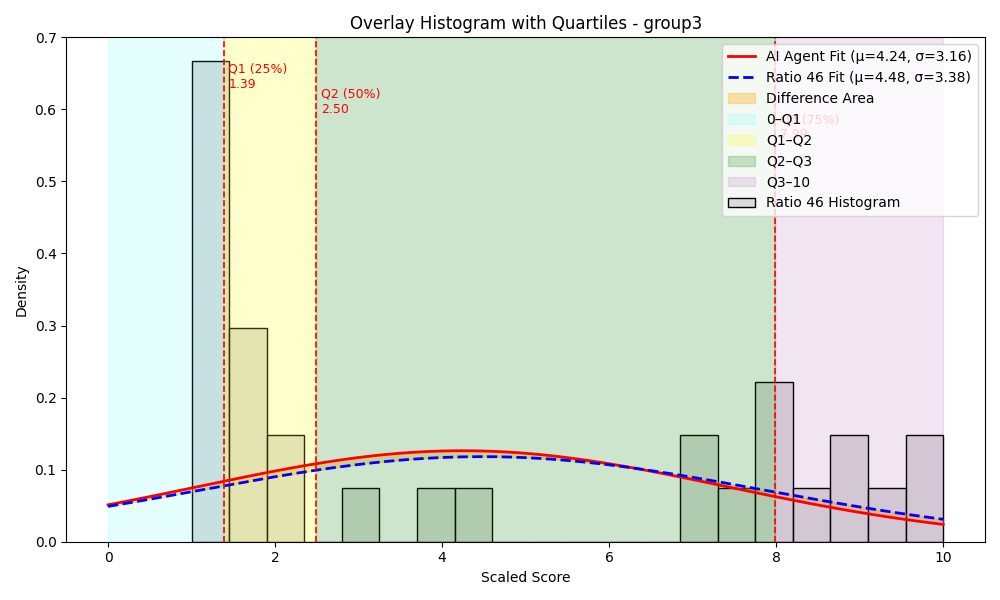 Overlay Histogram with Quartiles - group3
0.7
0.6
0.5
0.4
0.3
0.2
0.1
0.0
Density
Q1 (25%)
1.39
Q2 (50%)
2.50
(75%)
AI Agent Fit (μ=4.24, σ=3.16)
Ratio 46 Fit (μ=4.48, σ=3.38)
Difference Area
0–Q1
Q1–Q2
Q2–Q3
Q3–10
Ratio 46 Histogram
0
2
4
6
8
10
Scaled Score